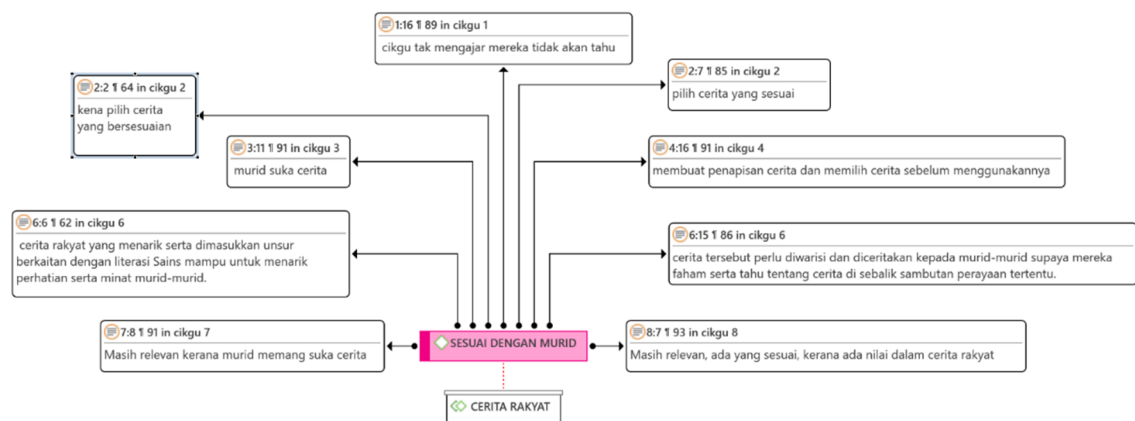 1:16 ¶ 89 in cikgu 1
cikgu tak mengajar mereka tidak akan tahu
2:2 ¶ 64 in cikgu 2
kena pilih cerita
yang bersesuaian
2:7 ¶ 85 in cikgu 2
pilih cerita yang sesuai
3:11 ¶ 91 in cikgu 3
murid suka cerita
4:16 ¶ 91 in cikgu 4
membuat penapisan cerita dan memilih cerita sebelum menggunakannya
6:6 ¶ 62 in cikgu 6
cerita rakyat yang menarik serta dimasukkan unsur
berkaitan dengan literasi Sains mampu untuk menarik
perhatian serta minat murid-murid.
6:15 ¶ 86 in cikgu 6
cerita tersebut perlu diwarisi dan diceritakan kepada murid-murid supaya mereka
faham serta tahu tentang cerita di sebalik sambutan perayaan tertentu.
7:8 ¶ 91 in cikgu 7
Masih relevan kerana murid memang suka cerita
SESUAI DENGAN MURID
8:7 ¶ 93 in cikgu 8
Masih relevan, ada yang sesuai, kerana ada nilai dalam cerita rakyat
CERITA RAKYAT